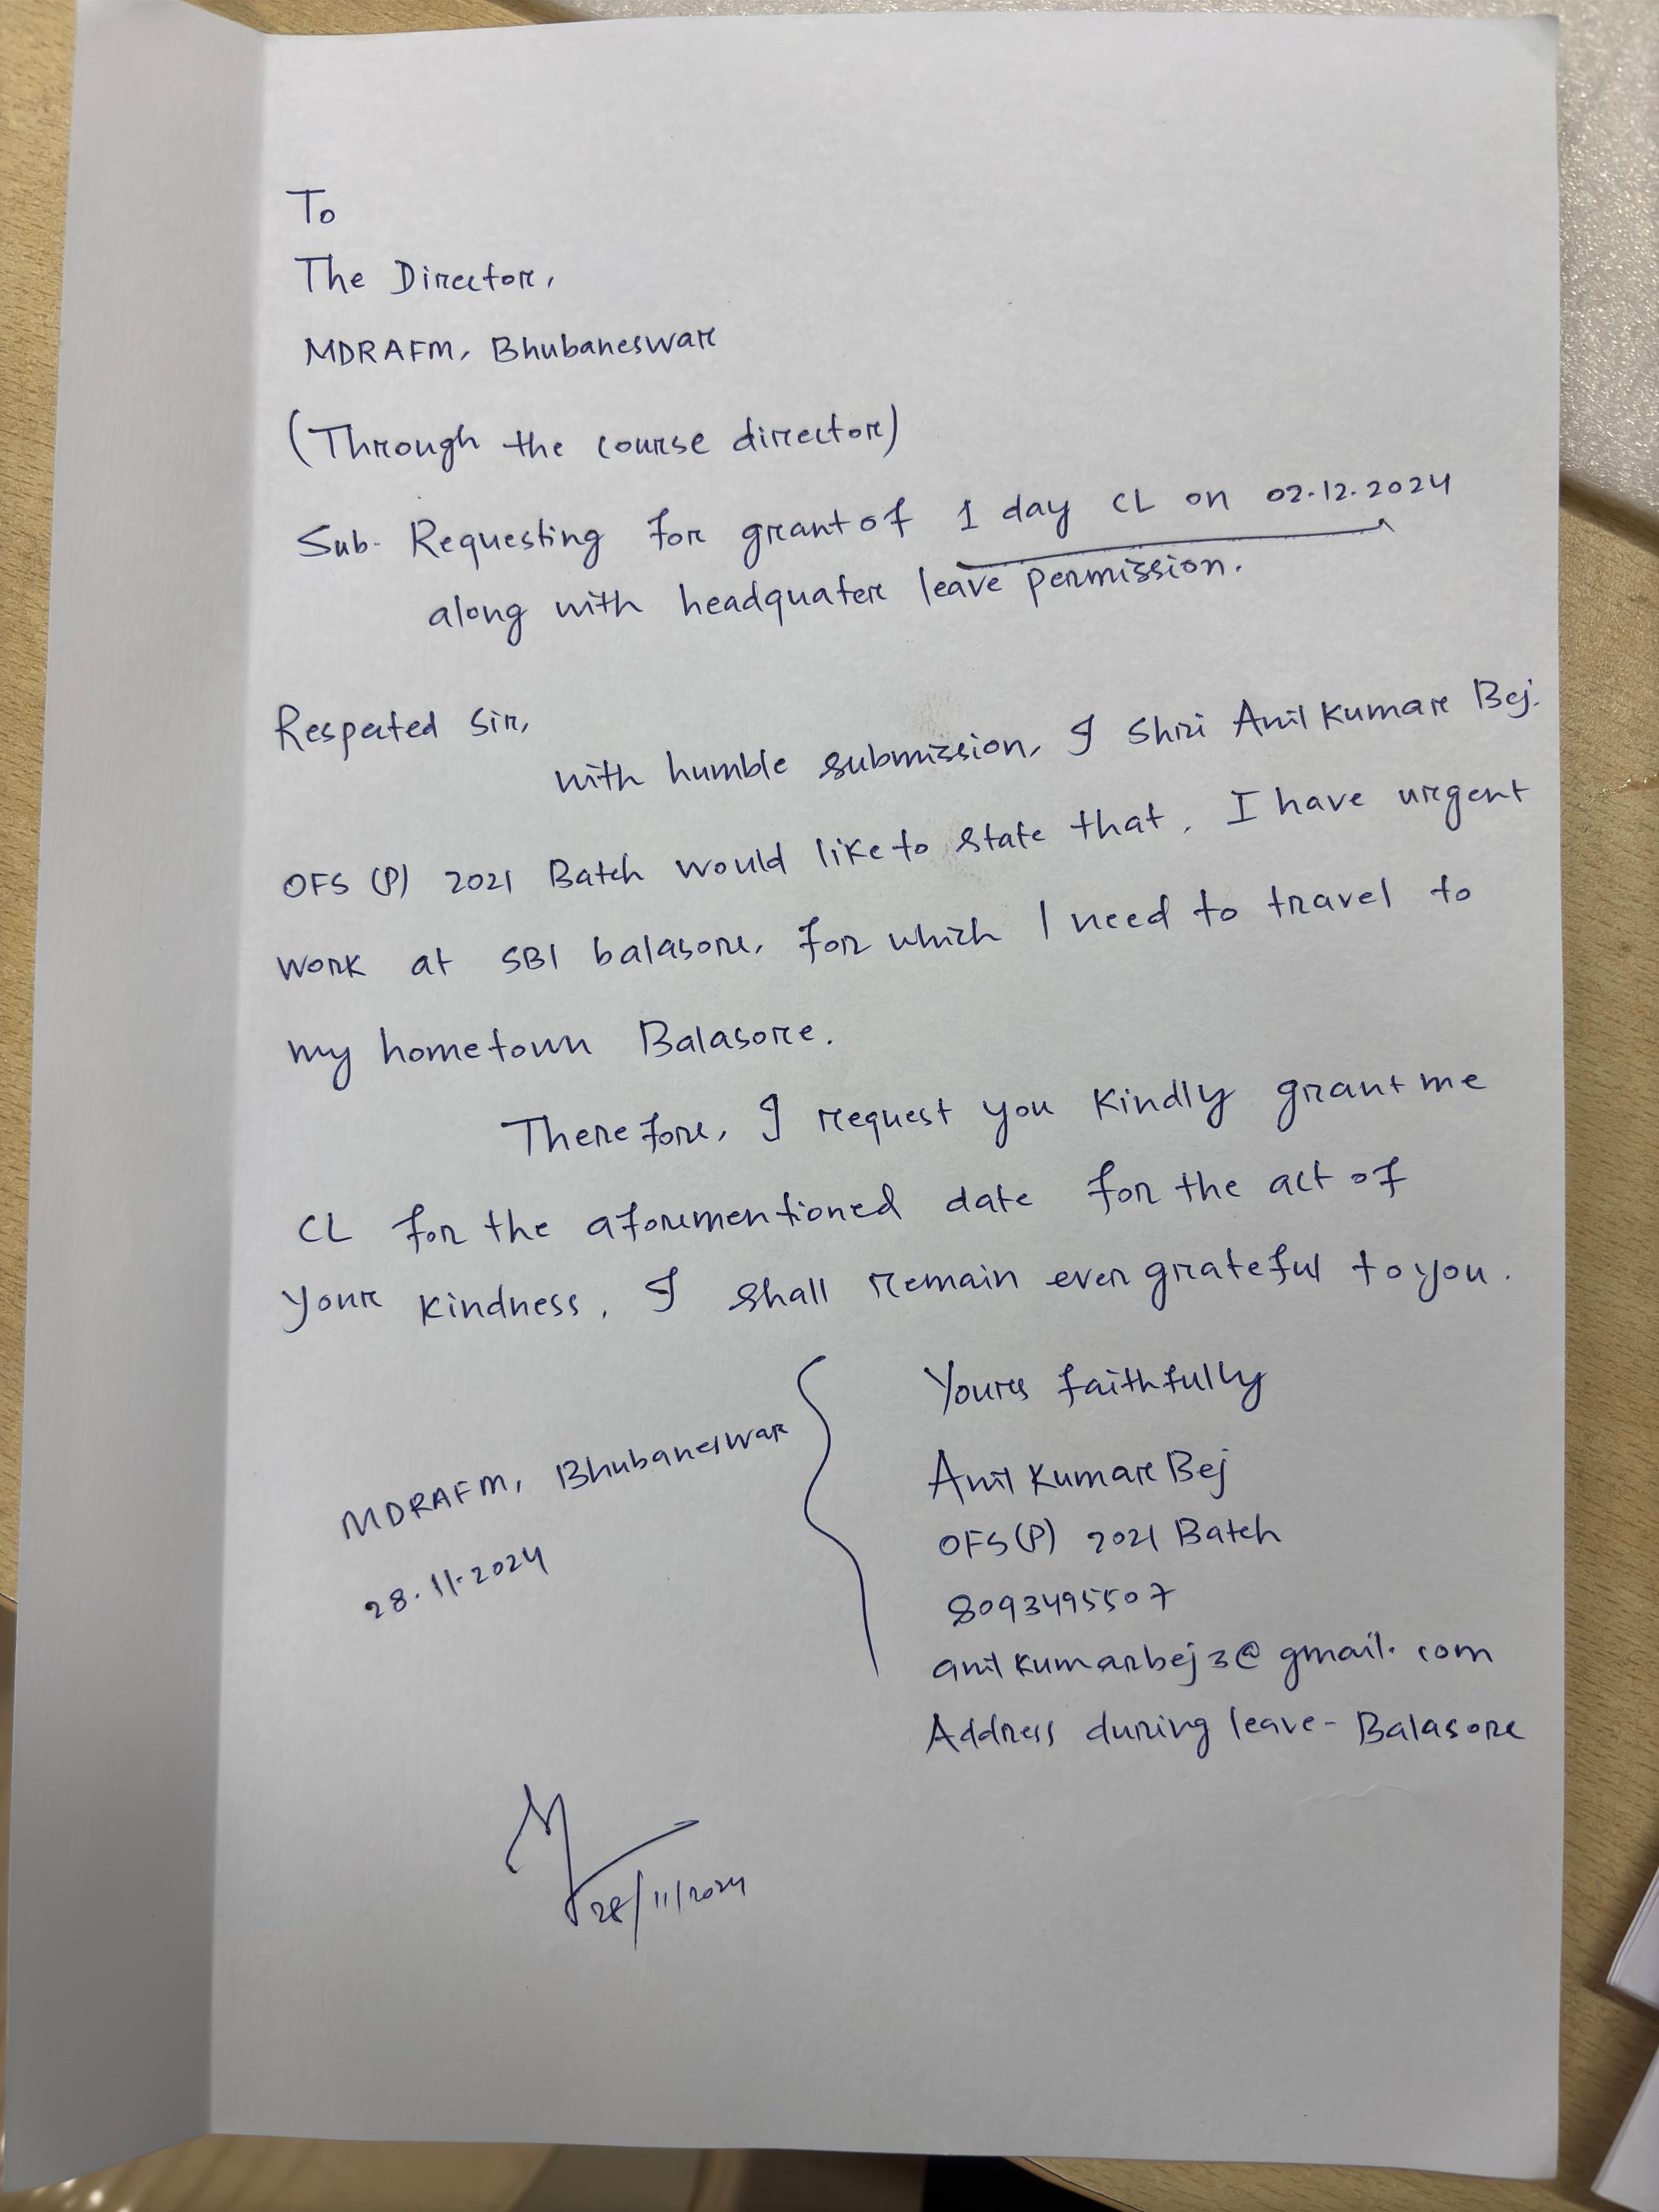 To
The Director,
MDRAFM, Bhubaneswar
(Through the course director)
Sub- Requesting for grant of 1 day CL on 02.12.2024
along with headquater leave permission.
Respected Sir,
with humble submission, I Shri Anil Kumar Bej.
OFS (P) 2021 Batch would like to state that, I have urgent
work at SBI balasore, for which I need to travel to
my hometown Balasore.
Therefore, I request you kindly grant me
CL for the aforementioned date for the act of
your kindness, I shall remain ever grateful to you.
Yours faithfully
MDRAFM, Bhubaneswar
Anil Kumar Bej
28.11.2024
OFS (P) 2021 Batch
8093495507
anilkumarbej3@gmail.com
Address during leave - Balasore
28/11/2024